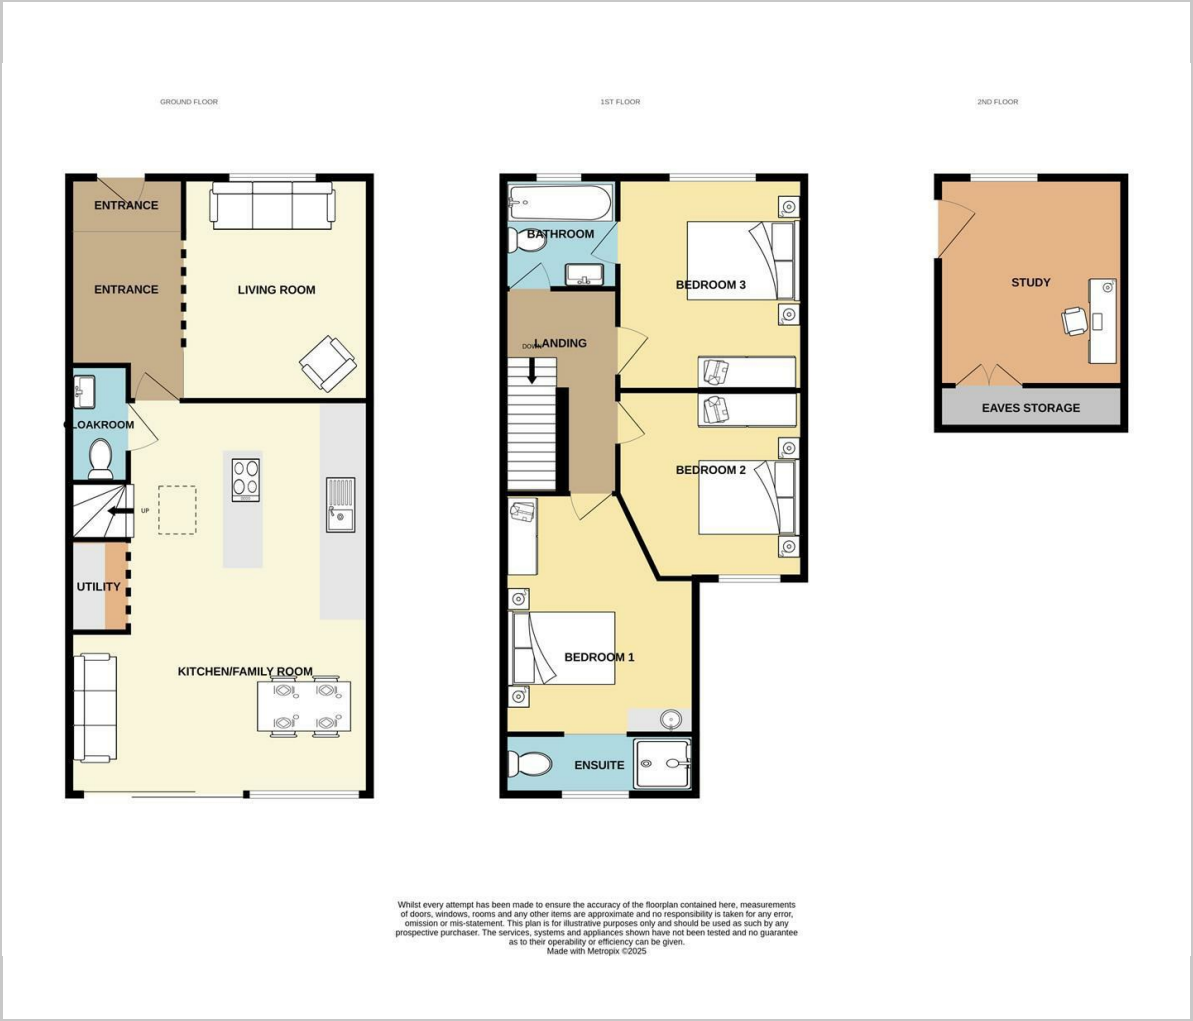 GROUND FLOOR
1ST FLOOR
2ND FLOOR
ENTRANCE
ENTRANCE
LIVING ROOM
CLOAKROOM
UP
UTILITY
KITCHEN/FAMILY ROOM
BATHROOM
BEDROOM 3
LANDING
DOWN
BEDROOM 2
BEDROOM 1
ENSUITE
STUDY
EAVES STORAGE
Whilst every attempt has been made to ensure the accuracy of the floorplan contained here, measurements
of doors, windows, rooms and any other items are approximate and no responsibility is taken for any error,
omission or mis-statement. This plan is for illustrative purposes only and should be used as such by any
prospective purchaser. The services, systems and appliances shown have not been tested and no guarantee
as to their operability or efficiency can be given.
Made with Metropix ©2025